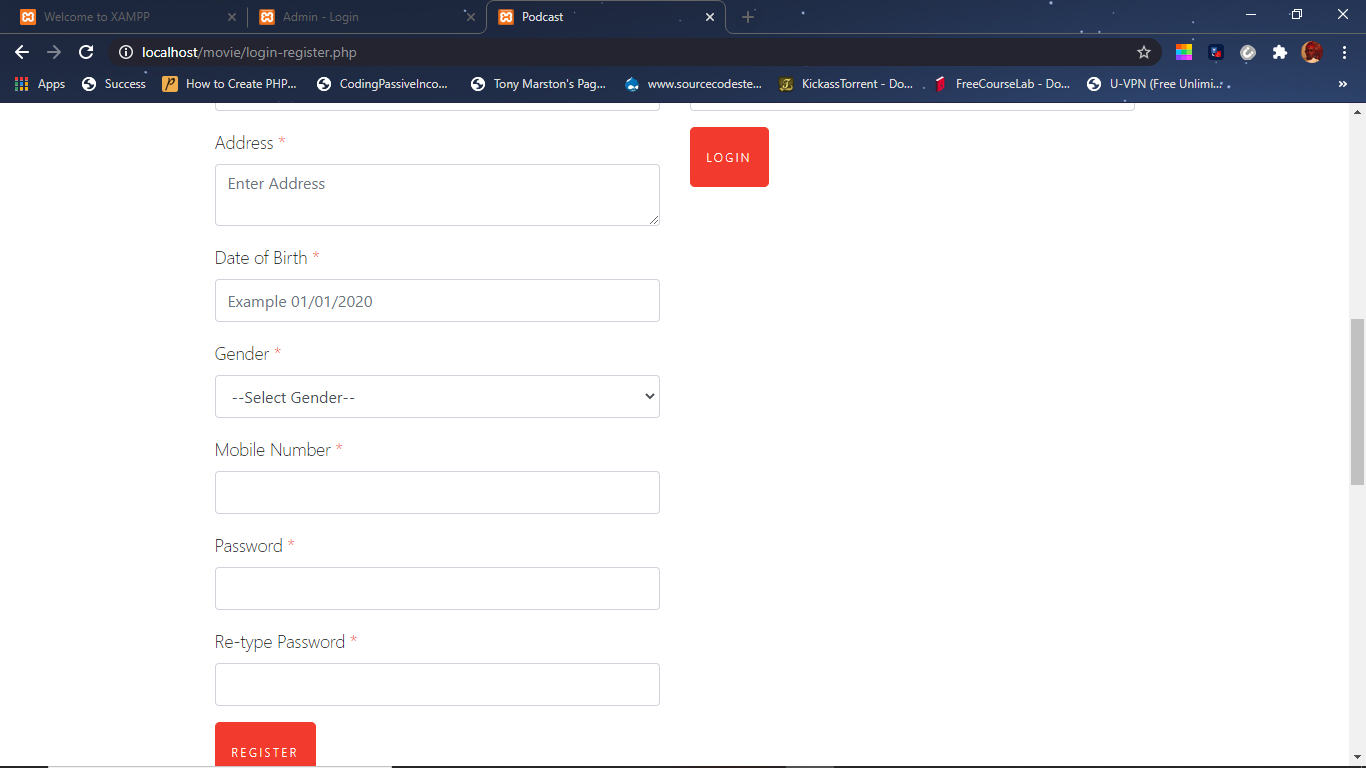 Welcome to XAMPP
Admin - Login
Podcast
localhost/movie/login-register.php
Apps
Success
How to Create PHP...
CodingPassiveInco...
Tony Marston's Pag...
www.sourcecodeste...
KickassTorrent - Do...
FreeCourseLab - Do...
U-VPN (Free Unlimi...
»
Address *
Enter Address
LOGIN
Date of Birth *
Example 01/01/2020
Gender *
--Select Gender--
Mobile Number *
Password *
Re-type Password *
REGISTER